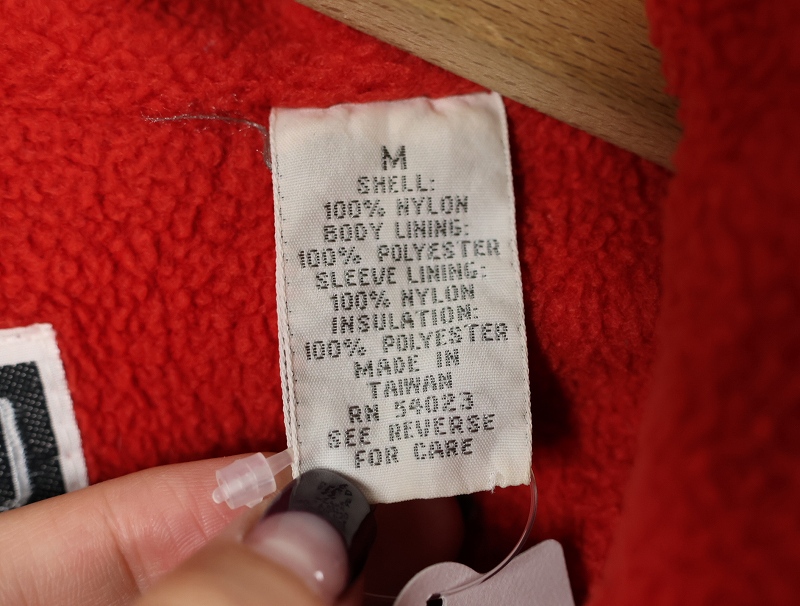 M
SHELL:
100% NYLON
BODY LINING:
100% POLYESTER
SLEEVE LINING:
100% NYLON
INSULATION:
100% POLYESTER
MADE IN
TAIWAN
RN 54023
SEE REVERSE
FOR CARE